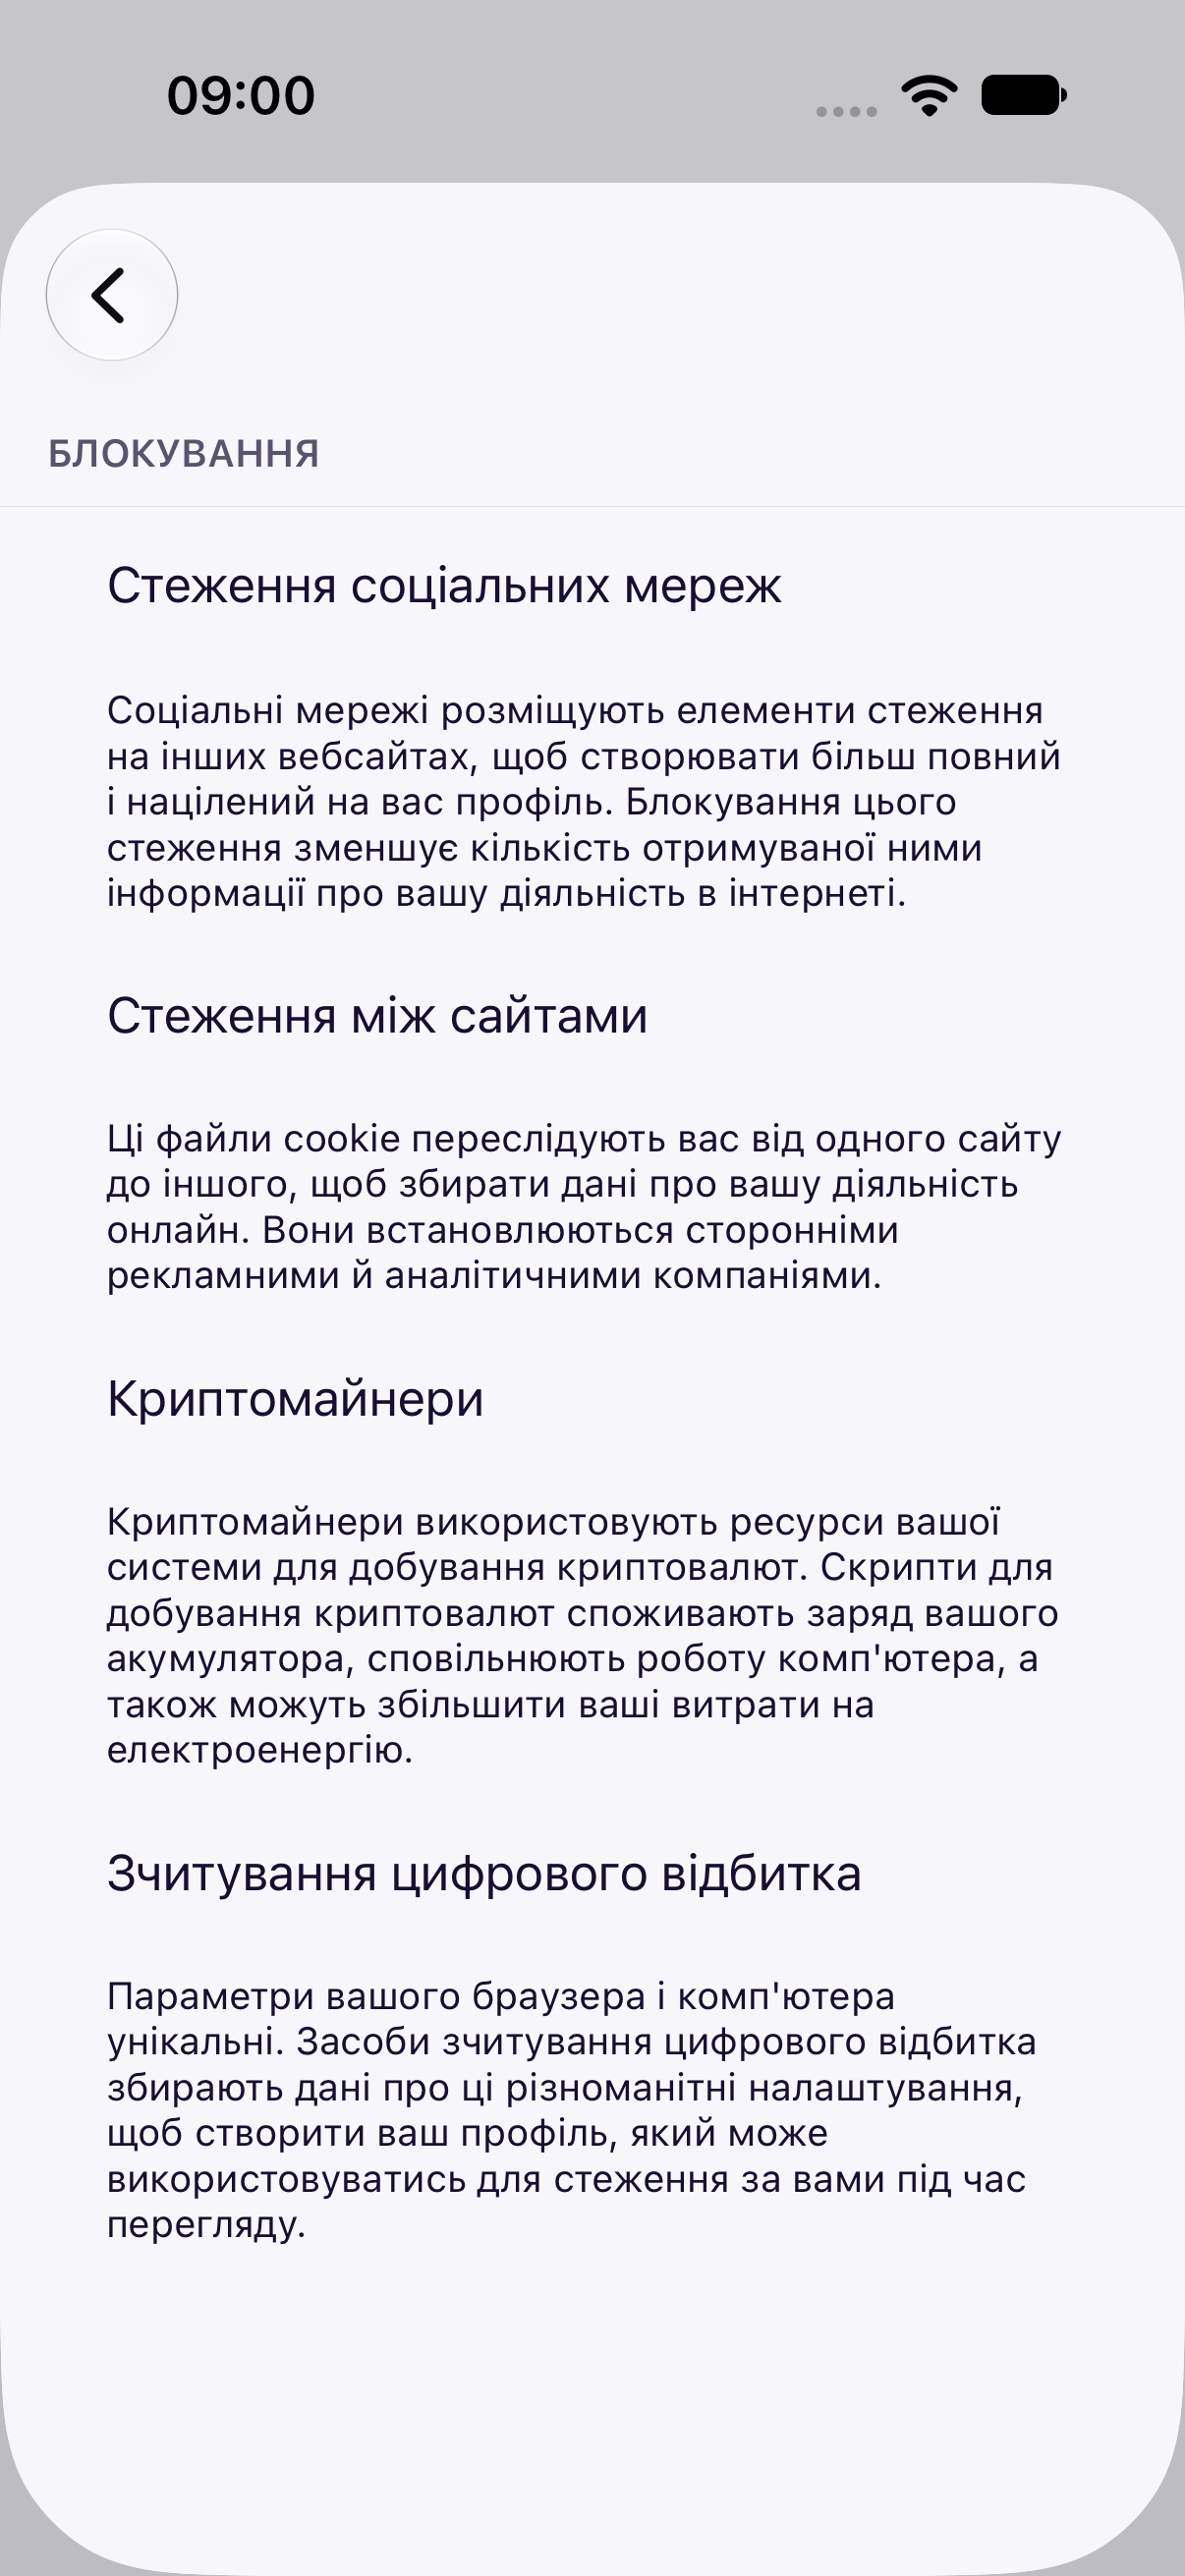 09:00
БЛОКУВАННЯ
Стеження соціальних мереж
Соціальні мережі розміщують елементи стеження
на інших вебсайтах, щоб створювати більш повний
і націлений на вас профіль. Блокування цього
стеження зменшує кількість отримуваної ними
інформації про вашу діяльність в інтернеті.
Стеження між сайтами
Ці файли cookie переслідують вас від одного сайту
до іншого, щоб збирати дані про вашу діяльність
онлайн. Вони встановлюються сторонніми
рекламними й аналітичними компаніями.
Криптомайнери
Криптомайнери використовують ресурси вашої
системи для добування криптовалют. Скрипти для
добування криптовалют споживають заряд вашого
акумулятора, сповільнюють роботу комп'ютера, а
також можуть збільшити ваші витрати на
електроенергію.
Зчитування цифрового відбитка
Параметри вашого браузера і комп'ютера
унікальні. Засоби зчитування цифрового відбитка
збирають дані про ці різноманітні налаштування,
щоб створити ваш профіль, який може
використовуватись для стеження за вами під час
перегляду.